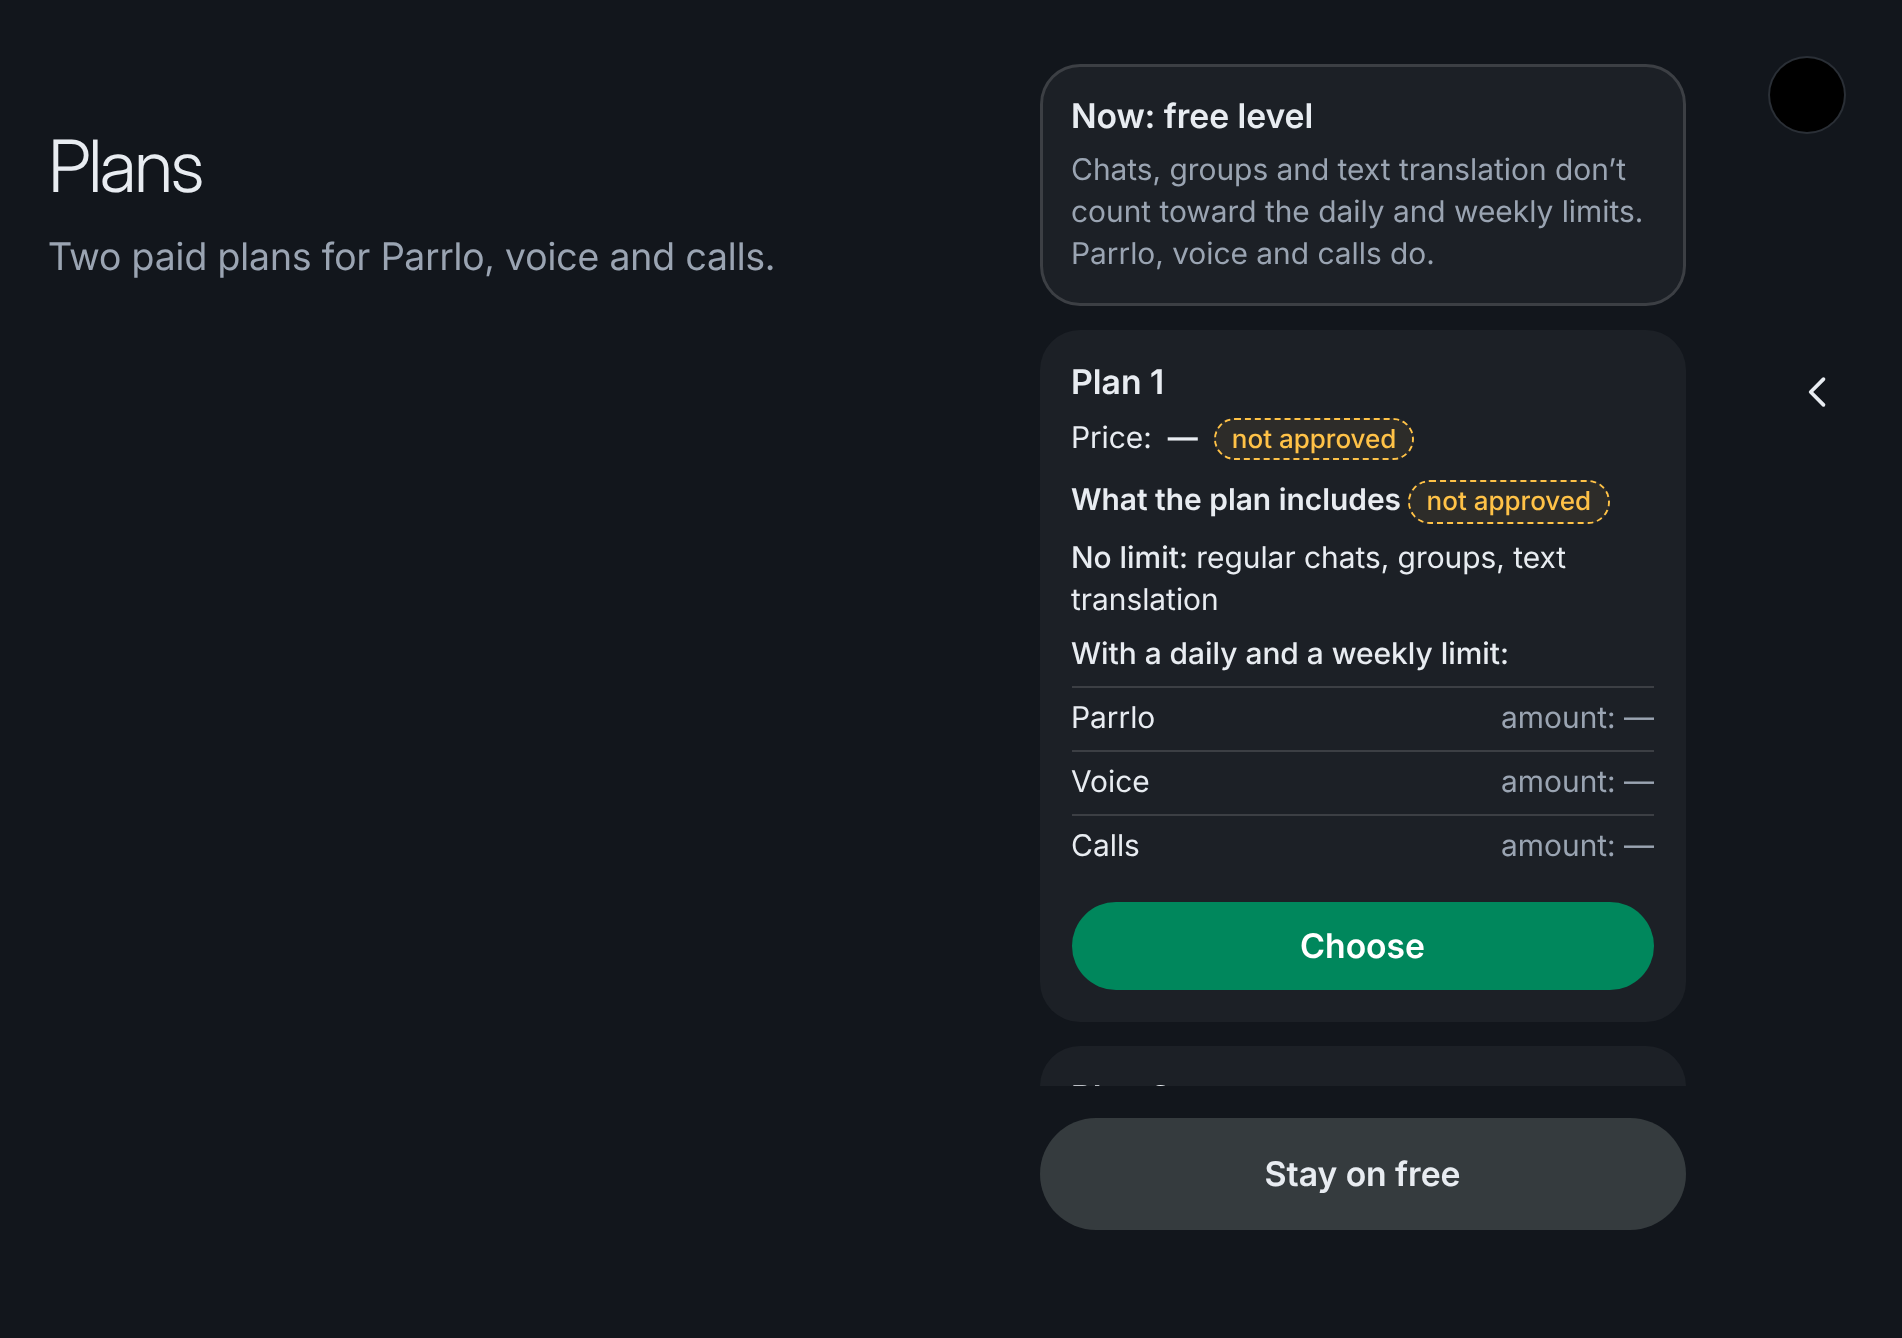 Plans
Two paid plans for Parrlo, voice and calls.
Now: free level
Chats, groups and text translation don’t
count toward the daily and weekly limits.
Parrlo, voice and calls do.
Plan 1
Price: — not approved
What the plan includes not approved
No limit: regular chats, groups, text
translation
With a daily and a weekly limit:
Parrlo amount: —
Voice amount: —
Calls amount: —
Choose
Stay on free